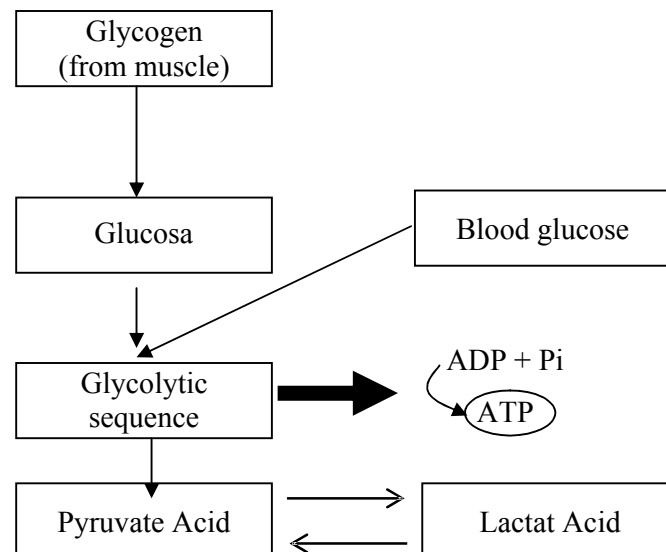 Glycogen
(from muscle)
Glucosa
Blood glucose
Glycolytic
sequence
ADP + Pi
ATP
Pyruvate Acid
Lactat Acid